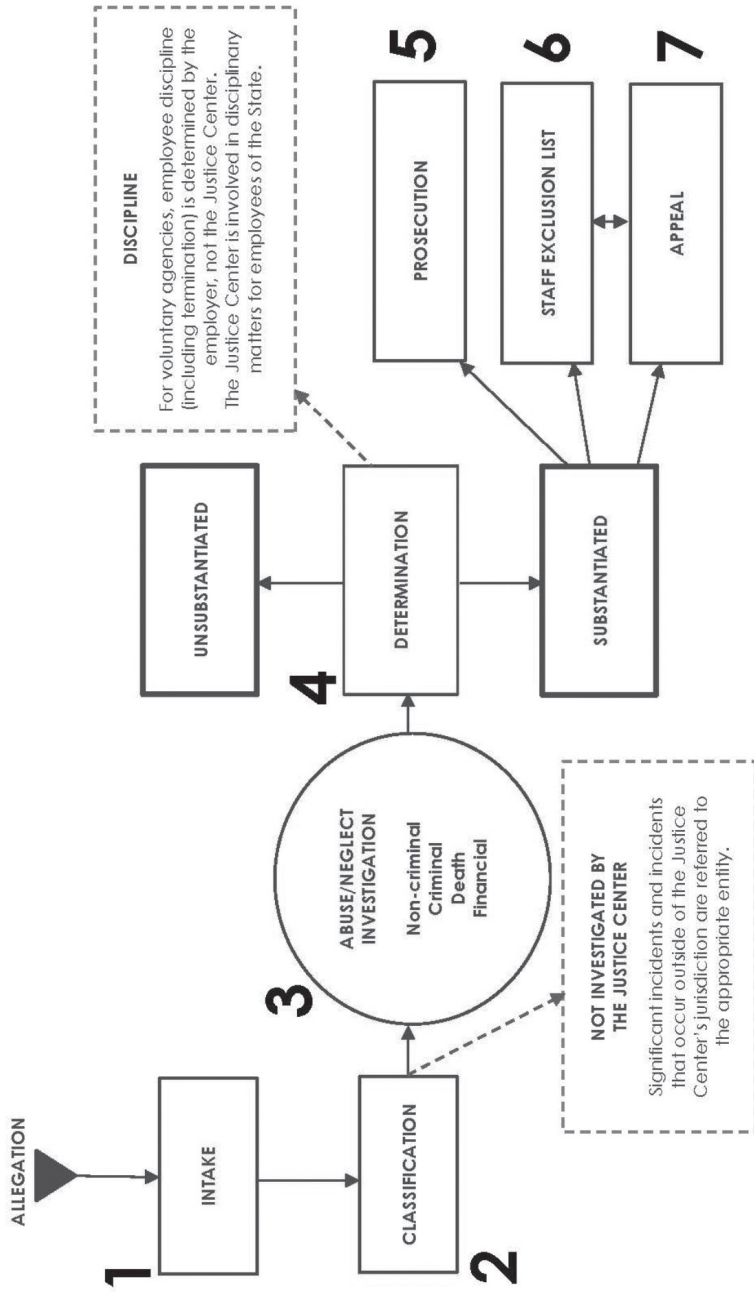 ALLEGATION
1
INTAKE
2
CLASSIFICATION
NOT INVESTIGATED BY
THE JUSTICE CENTER
Significant incidents and incidents
that occur outside of the Justice
Center's jurisdiction are referred to
the appropriate entity.
3
ABUSE/NEGLECT
INVESTIGATION
Non-criminal
Criminal
Death
Financial
4
DETERMINATION
UNSUBSTANTIATED
SUBSTANTIATED
DISCIPLINE
For voluntary agencies, employee discipline
(including termination) is determined by the
employer, not the Justice Center.
The Justice Center is involved in disciplinary
matters for employees of the State.
PROSECUTION
5
STAFF EXCLUSION LIST
6
APPEAL
7